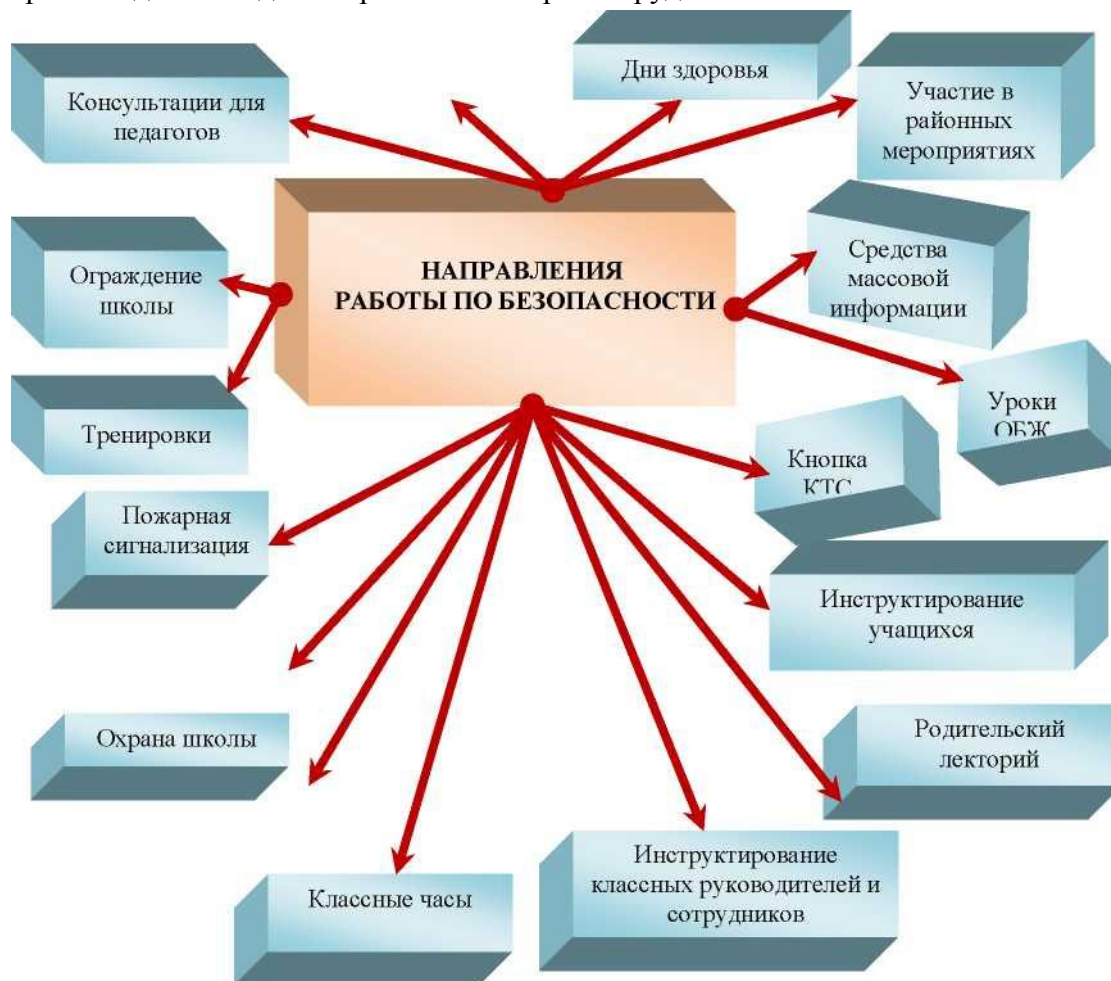 Консультации для
педагогов
Дни здоровья
Участие в
районных
мероприятиях
НАПРАВЛЕНИЯ
РАБОТЫ ПО БЕЗОПАСНОСТИ
Ограждение
школы
Средства
массовой
информации
Тренировки
Уроки
ОБЖ
Кнопка
КТС
Пожарная
сигнализация
Инструктирование
учащихся
Охрана школы
Родительский
лекторий
Классные часы
Инструктирование
классных руководителей и
сотрудников